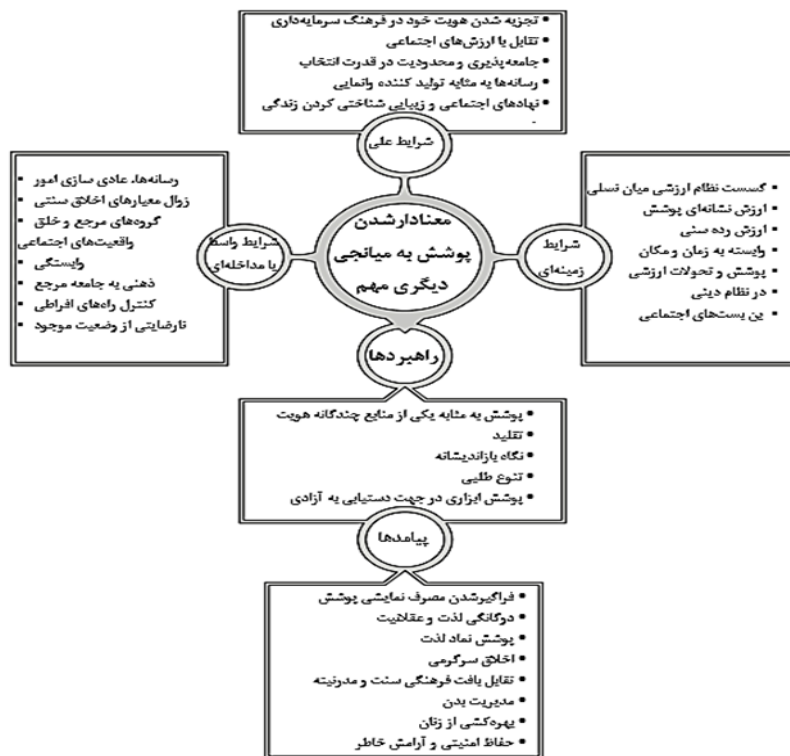 تجزیه شدن هویت خود در فرهنگ سرمایه‌داری
تقابل با ارزش‌های اجتماعی
جامعه‌پذیری و محدودیت در قدرت انتخاب
رسانه‌ها به مثابه تولید کننده وانمایی
نهادهای اجتماعی و زیبایی شناختی کردن زندگی
-
شرایط علی
▪ گسست نظام ارزشی میان نسلی
▪ ارزش نشانه‌ای پوشش
▪ ارزش رده سنی
▪ وابسته به زمان و مکان
▪ پوشش و تحولات ارزشی
▪ در نظام دینی
▪ بن بست‌های اجتماعی
شرایط
زمینه‌ای
معنادارشدن
پوشش به میانجی
دیگری مهم
شرایط واسط
یا مداخله‌ای
▪ رسانه‌ها، عادی سازی امور
▪ زوال معیارهای اخلاق سنتی
▪ گروه‌های مرجع و خلق
واقعیت‌های اجتماعی
▪ وابستگی
▪ ذهنی به جامعه مرجع
▪ کنترل راه‌های افراطی
▪ نارضایتی از وضعیت موجود
راهبردها
▪ پوشش به مثابه یکی از منابع چندگانه هویت
▪ تقلید
▪ نگاه بازاندیشانه
▪ تنوع طلبی
▪ پوشش ابزاری در جهت دستیابی به آزادی
پیامدها
▪ فراگیرشدن مصرف نمایشی پوشش
▪ دوگانگی لذت و عقلانیت
▪ پوشش نماد لذت
▪ اخلاق سرگرمی
▪ تقابل بافت فرهنگی سنت و مدرنیته
▪ مدیریت بدن
▪ بهره‌کشی از زنان
▪ حفاظ امنیتی و آرامش خاطر